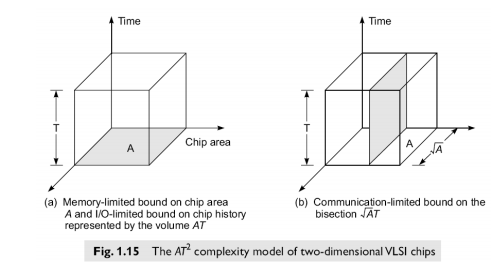 Time
Time
T
A
Chip area
T
A
√A
(a) Memory-limited bound on chip area
A and I/O-limited bound on chip history
represented by the volume AT
(b) Communication-limited bound on the
bisection √AT
Fig. 1.15 The AT² complexity model of two-dimensional VLSI chips